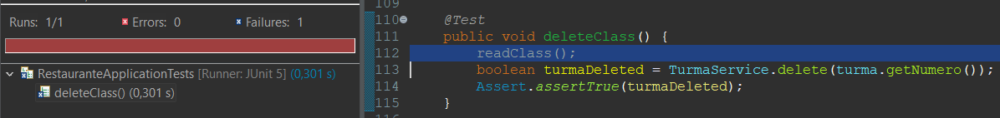 Runs: 1/1 Errors: 0 Failures: 1
RestauranteApplicationTests [Runner: JUnit 5] (0,301 s)
deleteClass() (0,301 s)
109
110 @Test
111 public void deleteClass() {
112 readClass();
113 boolean turmaDeleted = TurmaService.delete(turma.getNumero());
114 Assert.assertTrue(turmaDeleted);
115 }
116